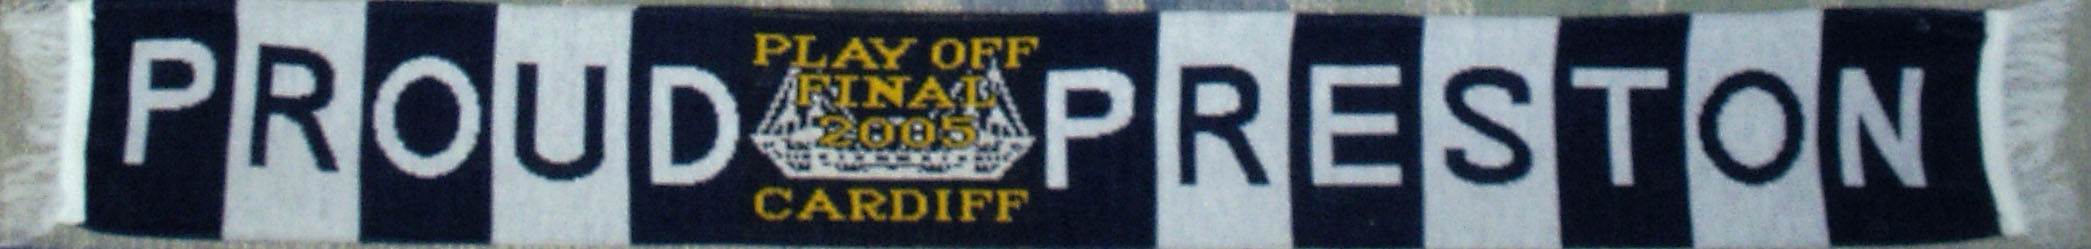 PROUD
PLAY OFF
FINAL
2005
CARDIFF
PRESTON